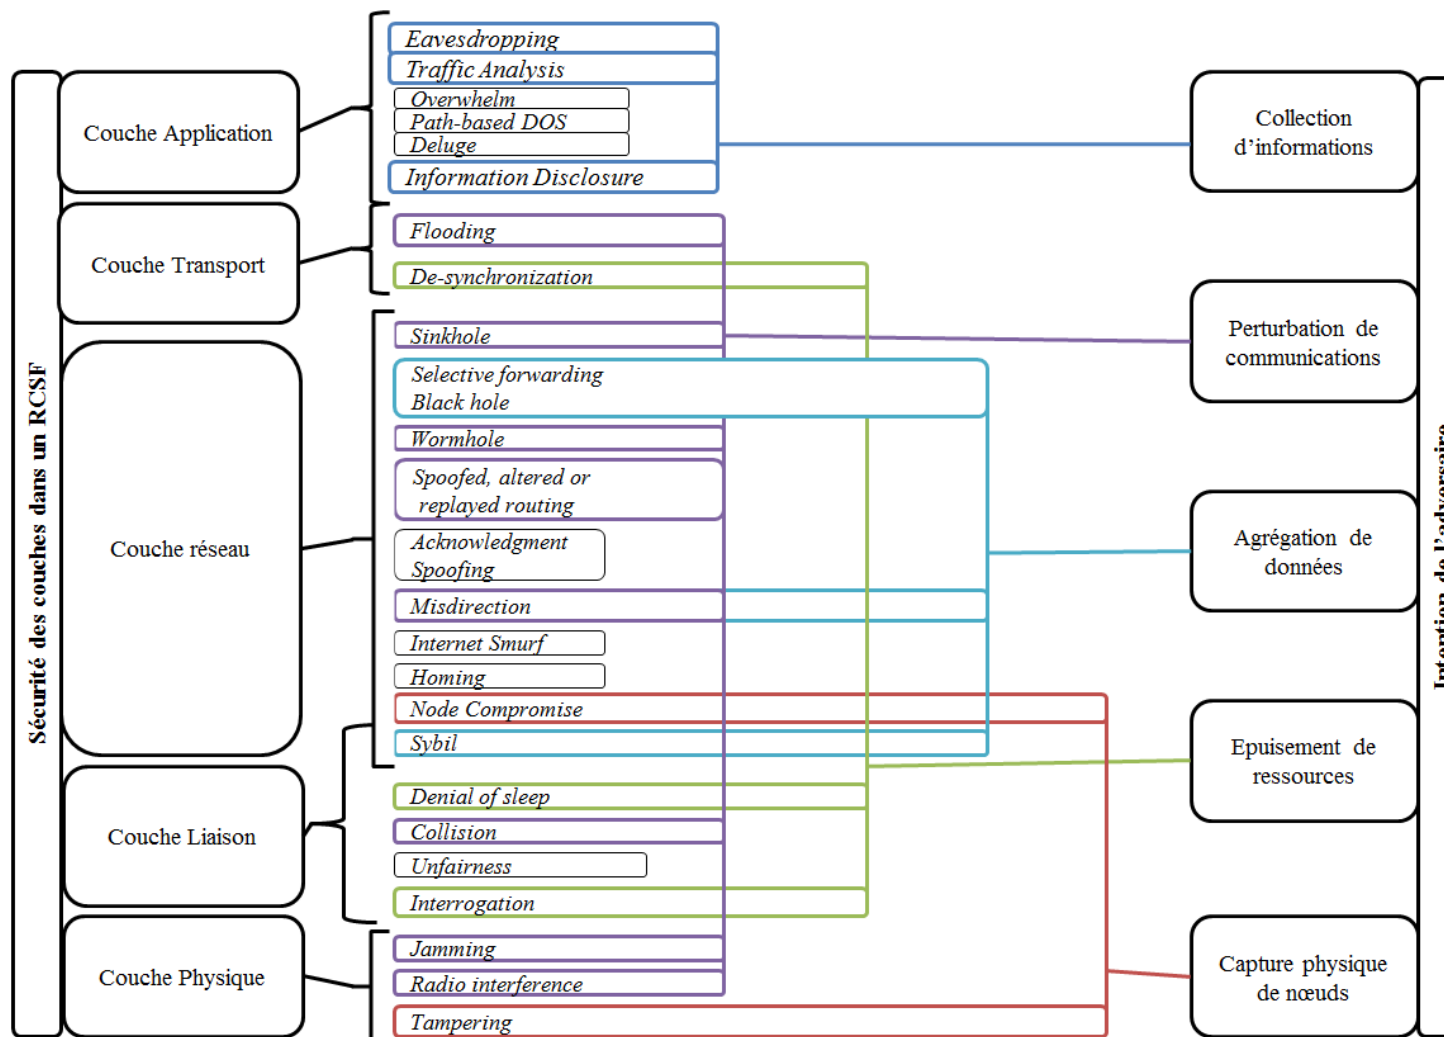 Sécurité des couches dans un RCSF
Couche Application
Couche Transport
Couche réseau
Couche Liaison
Couche Physique
Eavesdropping
Traffic Analysis
Overwhelm
Path-based DOS
Deluge
Information Disclosure
Flooding
De-synchronization
Sinkhole
Selective forwarding
Black hole
Wormhole
Spoofed, altered or
replayed routing
Acknowledgment
Spoofing
Misdirection
Internet Smurf
Homing
Node Compromise
Sybil
Denial of sleep
Collision
Unfairness
Interrogation
Jamming
Radio interference
Tampering
Collection
d’informations
Perturbation de
communications
Agrégation de
données
Epuisement de
ressources
Capture physique
de nœuds
Intention de l’adversaire